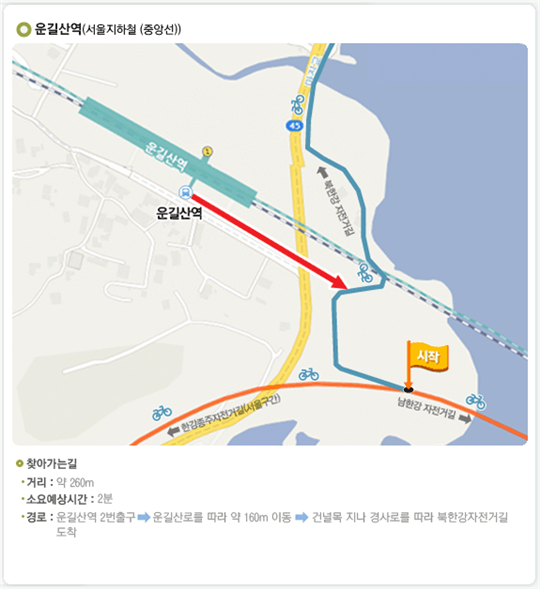 운길산역(서울지하철 (중앙선))
45
운길산역
2
운길산역
북한강 자전거길
시작
한강종주자전거길(서울구간)
남한강 자전거길
찾아가는길
거리 : 약 260m
소요예상시간 : 2분
경로 : 운길산역 2번출구 운길산로를 따라 약 160m 이동 건널목 지나 경사로를 따라 북한강자전거길
도착